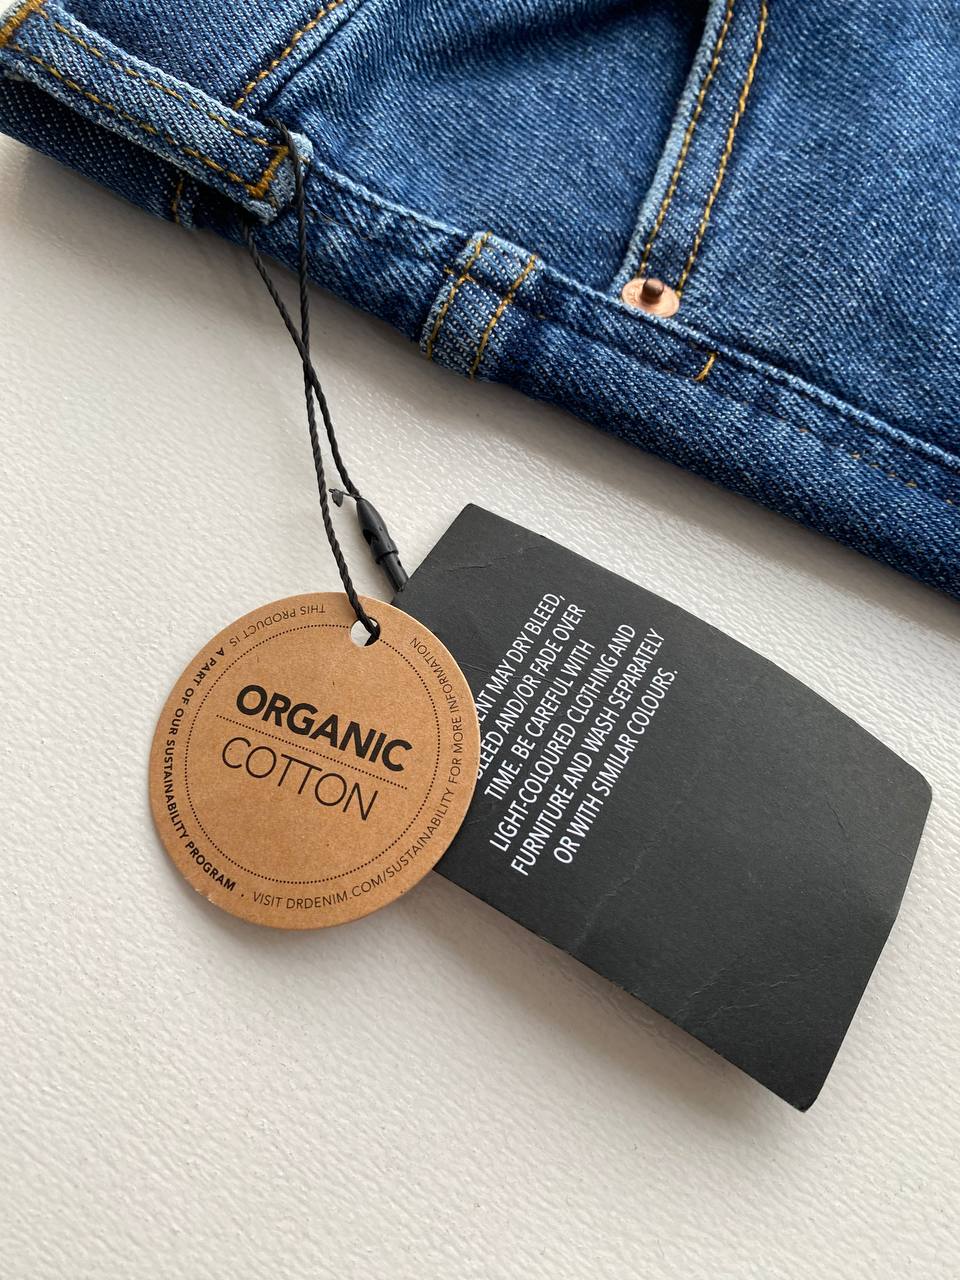 ORGANIC
COTTON
THIS PRODUCT IS A PART OF OUR SUSTAINABILITY PROGRAM · VISIT DRDENIM.COM/SUSTAINABILITY FOR MORE INFORMATION
MAY DRY BLEED,
BLEED AND/OR FADE OVER
TIME. BE CAREFUL WITH
LIGHT-COLOURED CLOTHING AND
FURNITURE AND WASH SEPARATELY
OR WITH SIMILAR COLOURS.